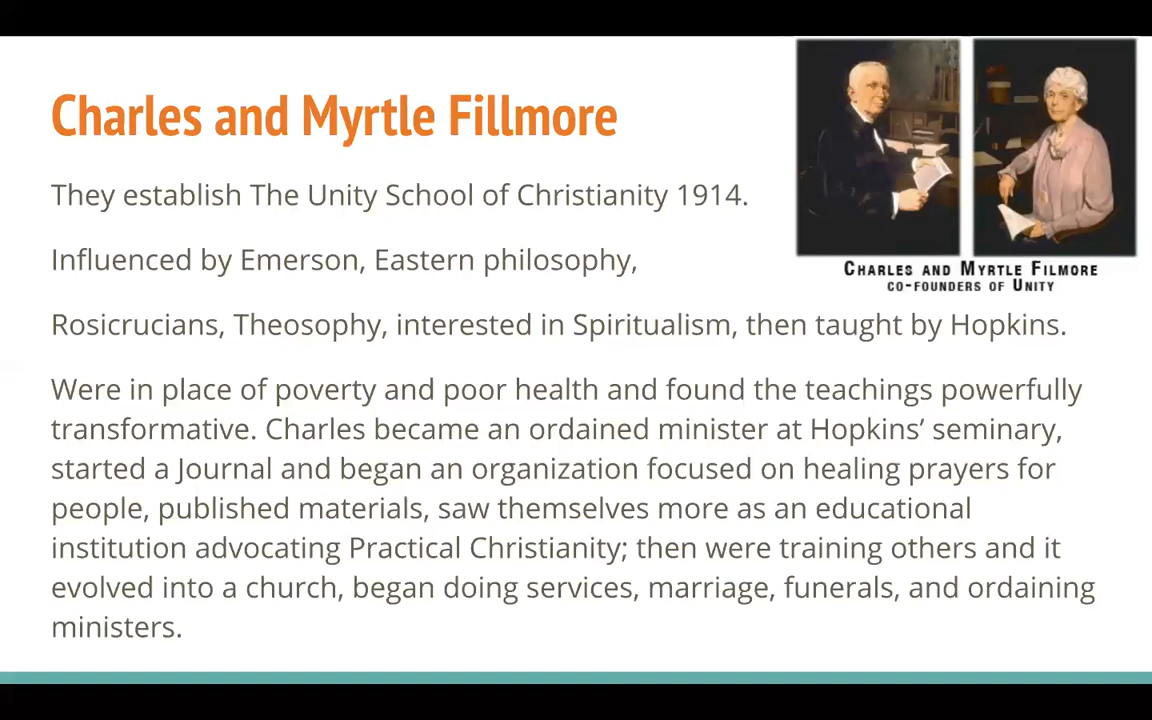 Charles and Myrtle Fillmore
They establish The Unity School of Christianity 1914.
Influenced by Emerson, Eastern philosophy,
CHARLES AND MYRTLE FILMORE
CO-FOUNDERS OF UNITY
Rosicrucians, Theosophy, interested in Spiritualism, then taught by Hopkins.
Were in place of poverty and poor health and found the teachings powerfully
transformative. Charles became an ordained minister at Hopkins’ seminary,
started a Journal and began an organization focused on healing prayers for
people, published materials, saw themselves more as an educational
institution advocating Practical Christianity; then were training others and it
evolved into a church, began doing services, marriage, funerals, and ordaining
ministers.